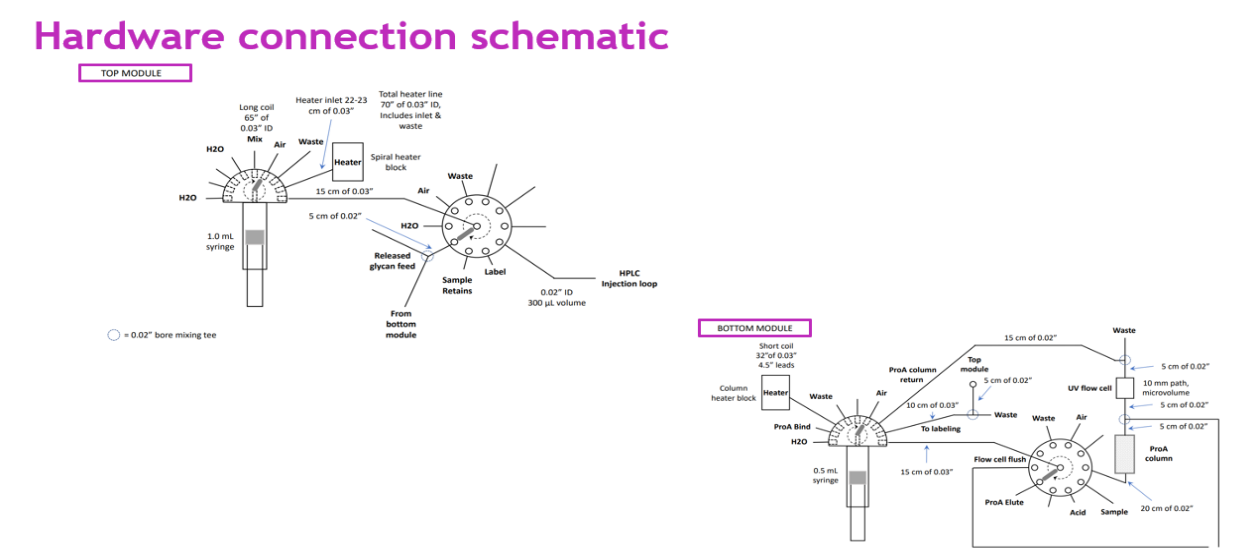 Hardware connection schematic
TOP MODULE
Long coil
65" of
0.03" ID
Mix
Heater inlet 22-23
cm of 0.03"
Total heater line
70" of 0.03" ID,
Includes inlet &
waste
H2O
Air
Waste
Heater
Spiral heater
block
H2O
15 cm of 0.03"
1.0 mL
syringe
5 cm of 0.02"
Air
Waste
H2O
Released
glycan feed
Sample
Retains
Label
From
bottom
module
0.02" ID
300 µL volume
HPLC
Injection loop
= 0.02" bore mixing tee
BOTTOM MODULE
Short coil
32"of 0.03"
4.5" leads
Column
heater block
Heater
Waste
Air
ProA Bind
H2O
0.5 mL
syringe
ProA column
return
15 cm of 0.02"
Top
module
5 cm of 0.02"
10 cm of 0.03"
Waste
To labeling
15 cm of 0.03"
Waste
5 cm of 0.02"
UV flow cell
10 mm path,
microvolume
5 cm of 0.02"
5 cm of 0.02"
Waste
Air
ProA
column
Flow cell flush
ProA Elute
Acid
Sample
20 cm of 0.02"